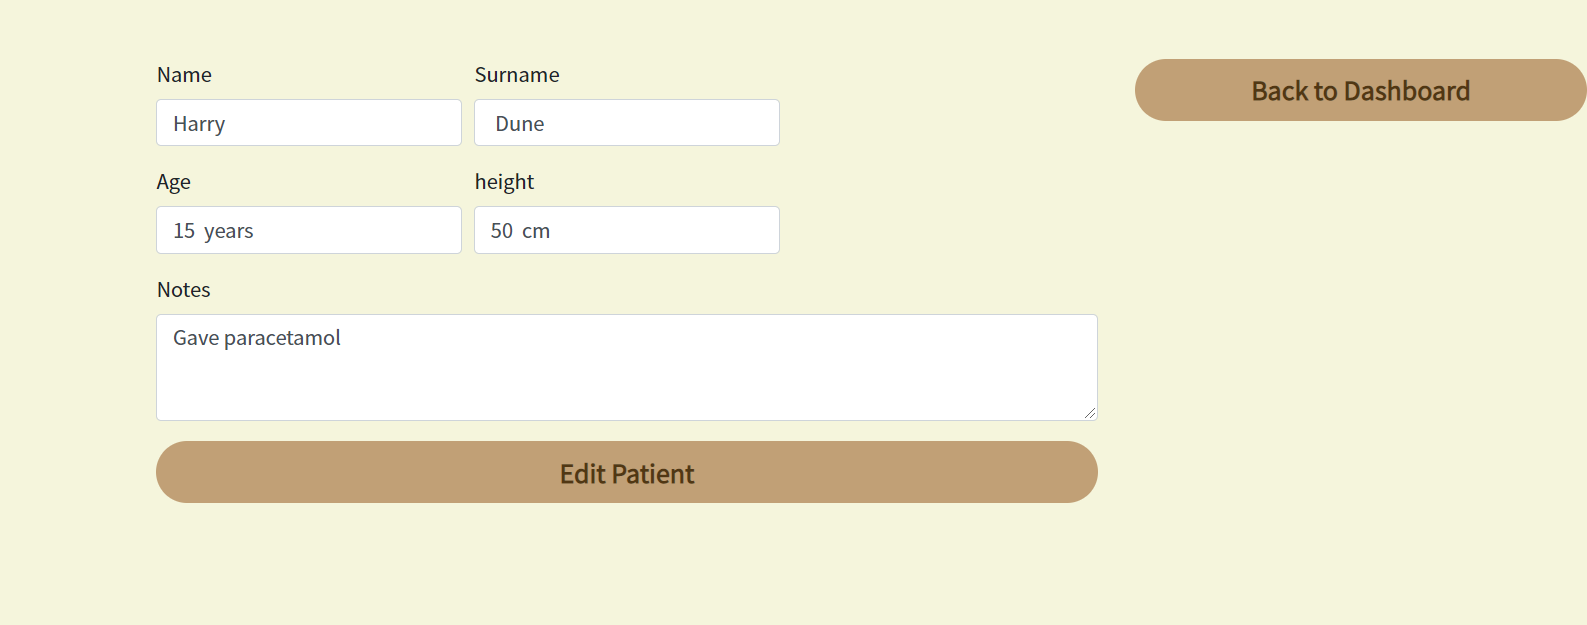 Name Surname
Back to Dashboard
Harry Dune
Age height
15 years 50 cm
Notes
Gave paracetamol
Edit Patient